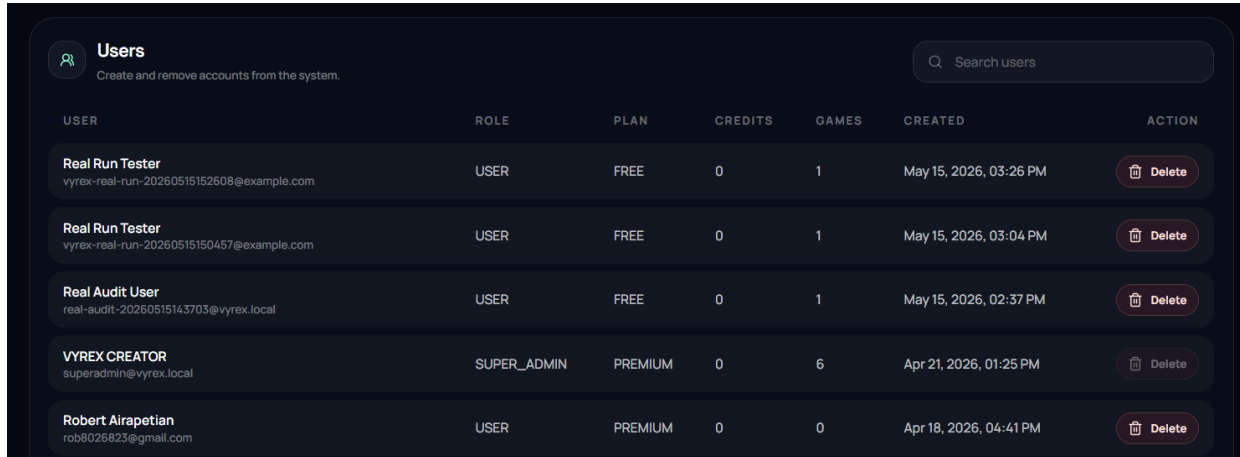 Users
Create and remove accounts from the system.
Search users
USER ROLE PLAN CREDITS GAMES CREATED ACTION
Real Run Tester
vyrex-real-run-20260515152608@example.com
USER FREE 0 1 May 15, 2026, 03:26 PM Delete
Real Run Tester
vyrex-real-run-20260515150457@example.com
USER FREE 0 1 May 15, 2026, 03:04 PM Delete
Real Audit User
real-audit-20260515143703@vyrex.local
USER FREE 0 1 May 15, 2026, 02:37 PM Delete
VYREX CREATOR
superadmin@vyrex.local
SUPER_ADMIN PREMIUM 0 6 Apr 21, 2026, 01:25 PM Delete
Robert Airapetian
rob8026823@gmail.com
USER PREMIUM 0 0 Apr 18, 2026, 04:41 PM Delete